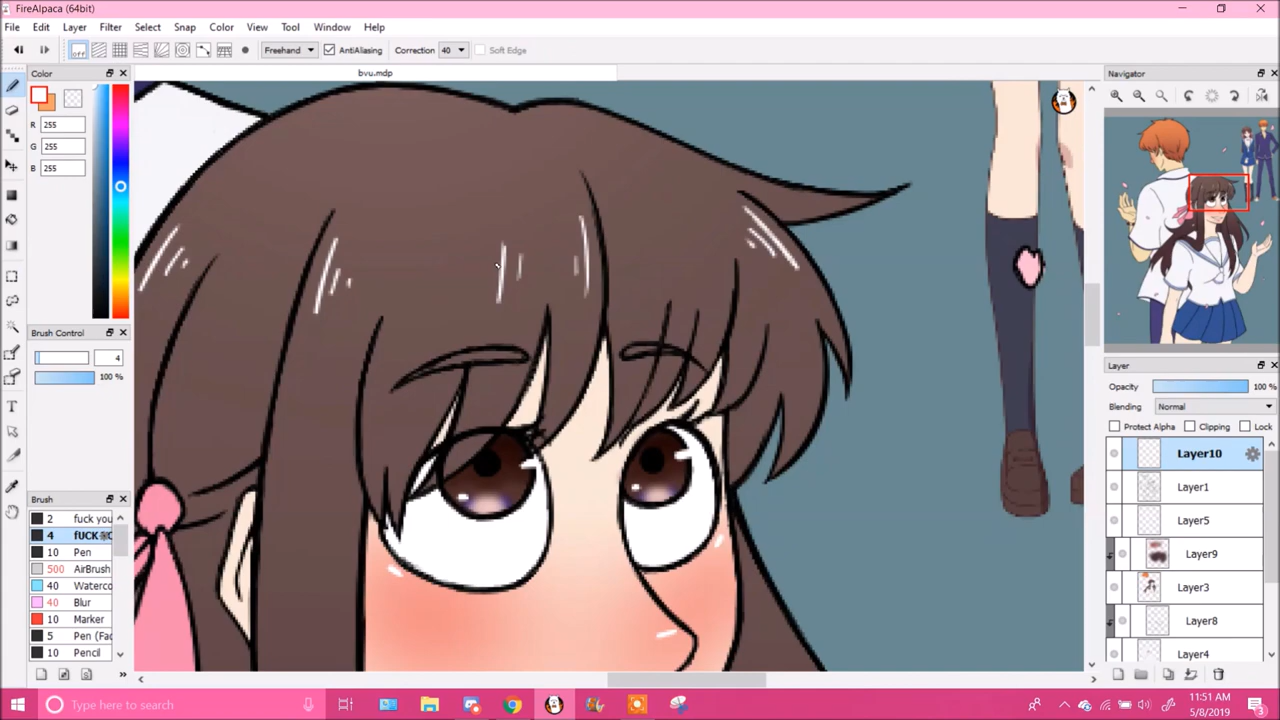 FireAlpaca (64bit)
File Edit Layer Filter Select Snap Color View Tool Window Help
off Freehand AntiAliasing Correction 40 Soft Edge
Color
bvu.mdp
Navigator
R 255
G 255
B 255
Brush Control
4
100 %
Layer
Opacity 100 %
Blending Normal
Protect Alpha Clipping Lock
Layer10
Layer1
Layer5
Layer9
Layer3
Layer8
Layer4
Brush
2 fuck you
4 fUCK
10 Pen
500 AirBrush
40 Waterco
40 Blur
10 Marker
5 Pen (Fac
10 Pencil
Type here to search
11:51 AM
5/8/2019
3